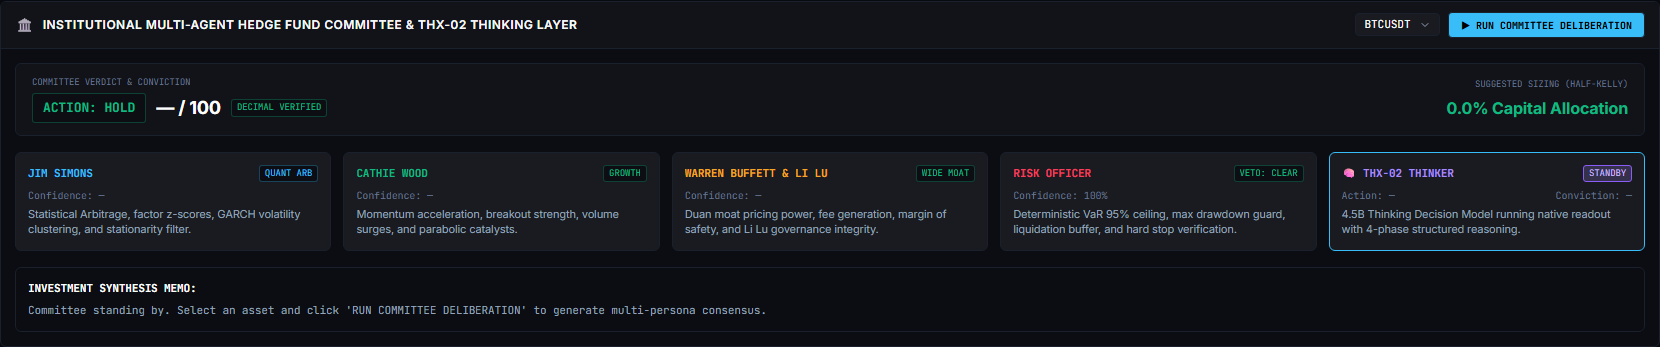 INSTITUTIONAL MULTI-AGENT HEDGE FUND COMMITTEE & THX-02 THINKING LAYER
BTCUSDT
▶ RUN COMMITTEE DELIBERATION
COMMITTEE VERDICT & CONVICTION
ACTION: HOLD
— / 100
DECIMAL VERIFIED
SUGGESTED SIZING (HALF-KELLY)
0.0% Capital Allocation
JIM SIMONS
QUANT ARB
Confidence: —
Statistical Arbitrage, factor z-scores, GARCH volatility
clustering, and stationarity filter.
CATHIE WOOD
GROWTH
Confidence: —
Momentum acceleration, breakout strength, volume
surges, and parabolic catalysts.
WARREN BUFFETT & LI LU
WIDE MOAT
Confidence: —
Duan moat pricing power, fee generation, margin of
safety, and Li Lu governance integrity.
RISK OFFICER
VETO: CLEAR
Confidence: 100%
Deterministic VaR 95% ceiling, max drawdown guard,
liquidation buffer, and hard stop verification.
THX-02 THINKER
STANDBY
Action: —
Conviction: —
4.5B Thinking Decision Model running native readout
with 4-phase structured reasoning.
INVESTMENT SYNTHESIS MEMO:
Committee standing by. Select an asset and click 'RUN COMMITTEE DELIBERATION' to generate multi-persona consensus.